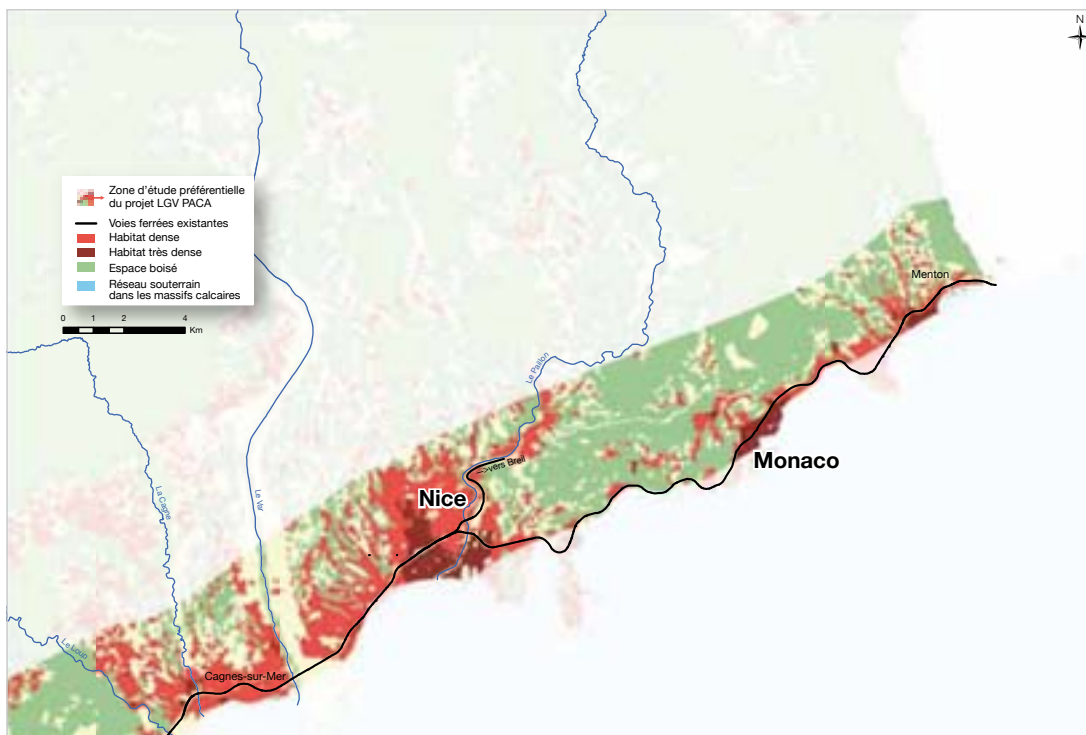 N
Zone d'étude préférentielle
du projet LGV PACA
Voies ferrées existantes
Habitat dense
Habitat très dense
Espace boisé
Réseau souterrain
dans les massifs calcaires
0 1 2 4
Km
Menton
Le Paillon
-->vers Breil
Monaco
Nice
La Cagne
Le Var
Le Loup
Cagnes-sur-Mer